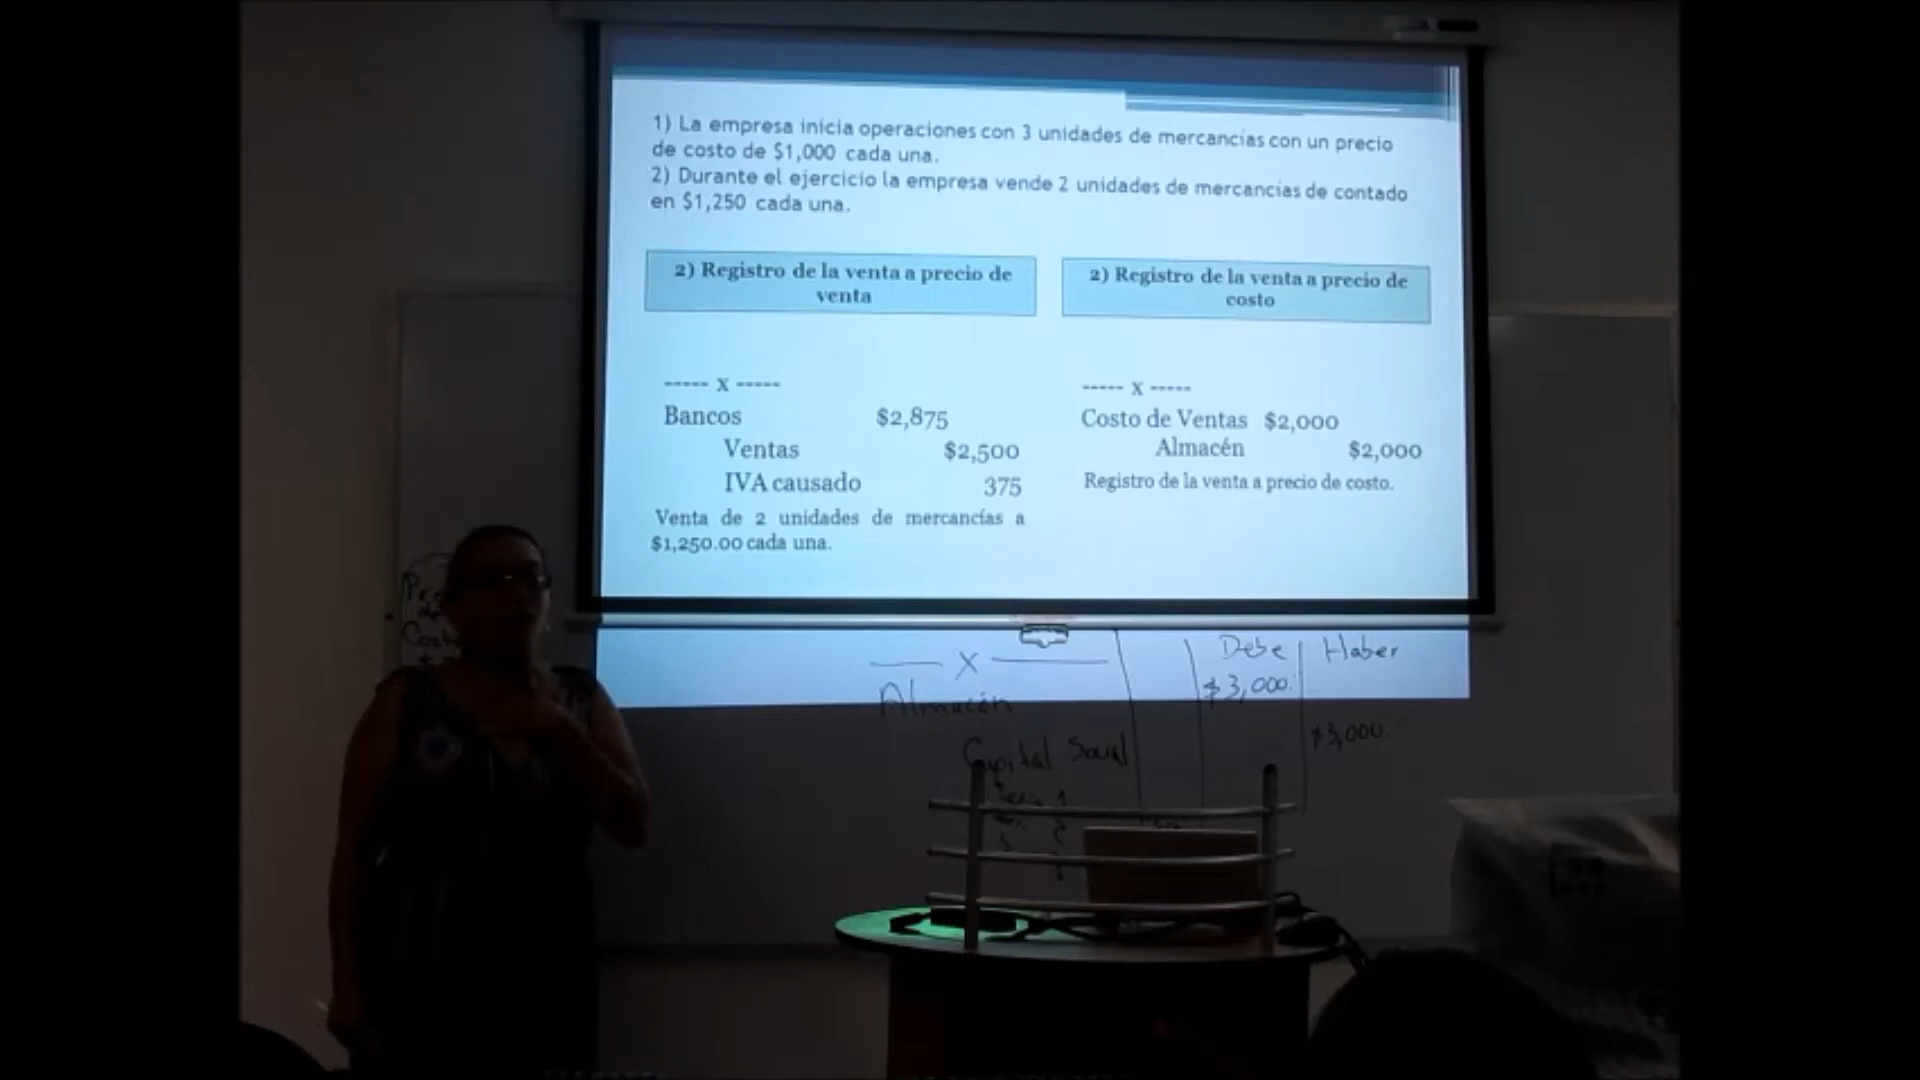 1) La empresa inicia operaciones con 3 unidades de mercancías con un precio
de costo de $1,000 cada una.
2) Durante el ejercicio la empresa vende 2 unidades de mercancías de contado
en $1,250 cada una.
2) Registro de la venta a precio de
venta
----- X -----
Bancos $2,875
Ventas $2,500
IVA causado 375
Venta de 2 unidades de mercancías a
$1,250.00 cada una.
2) Registro de la venta a precio de
costo
----- X -----
Costo de Ventas $2,000
Almacén $2,000
Registro de la venta a precio de costo.
de
X Debe Haber
Almacén $3,000.
Capital Social $3,000.